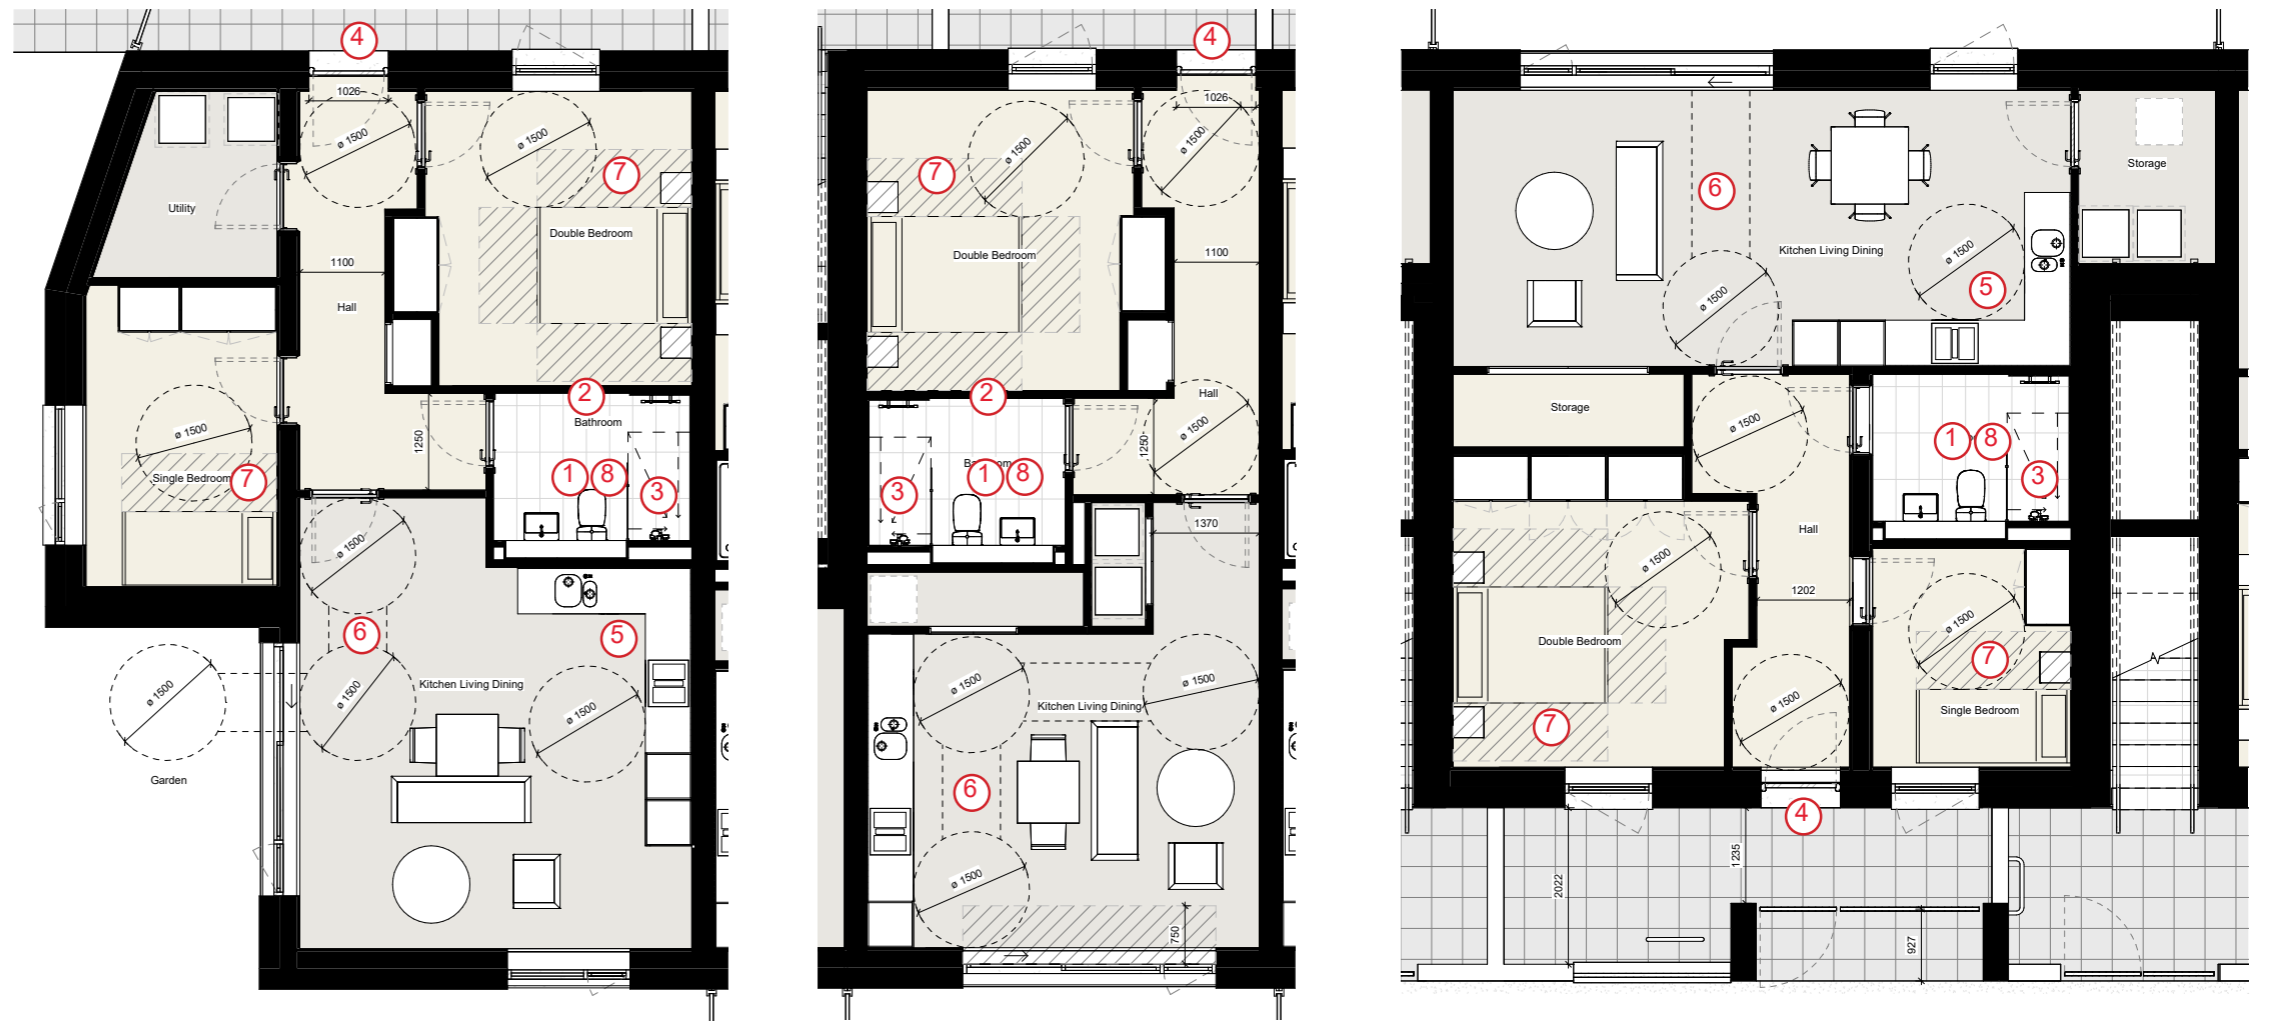 4
1026
ø 1500
ø 1500
7
Utility
Double Bedroom
1100
Hall
2
Bathroom
1250
ø 1500
Single Bedroom
7
1
8
3
ø 1500
6
5
ø 1500
ø 1500
Kitchen Living Dining
ø 1500
Garden
4
1026
ø 1500
ø 1500
7
Double Bedroom
1100
2
Hall
ø 1500
1250
1
8
3
1370
ø 1500
ø 1500
Kitchen Living Dining
6
ø 1500
750
Storage
6
Kitchen Living Dining
ø 1500
5
ø 1500
Storage
ø 1500
1
8
3
Hall
ø 1500
1202
ø 1500
Double Bedroom
7
ø 1500
Single Bedroom
7
4
1235
2022
927